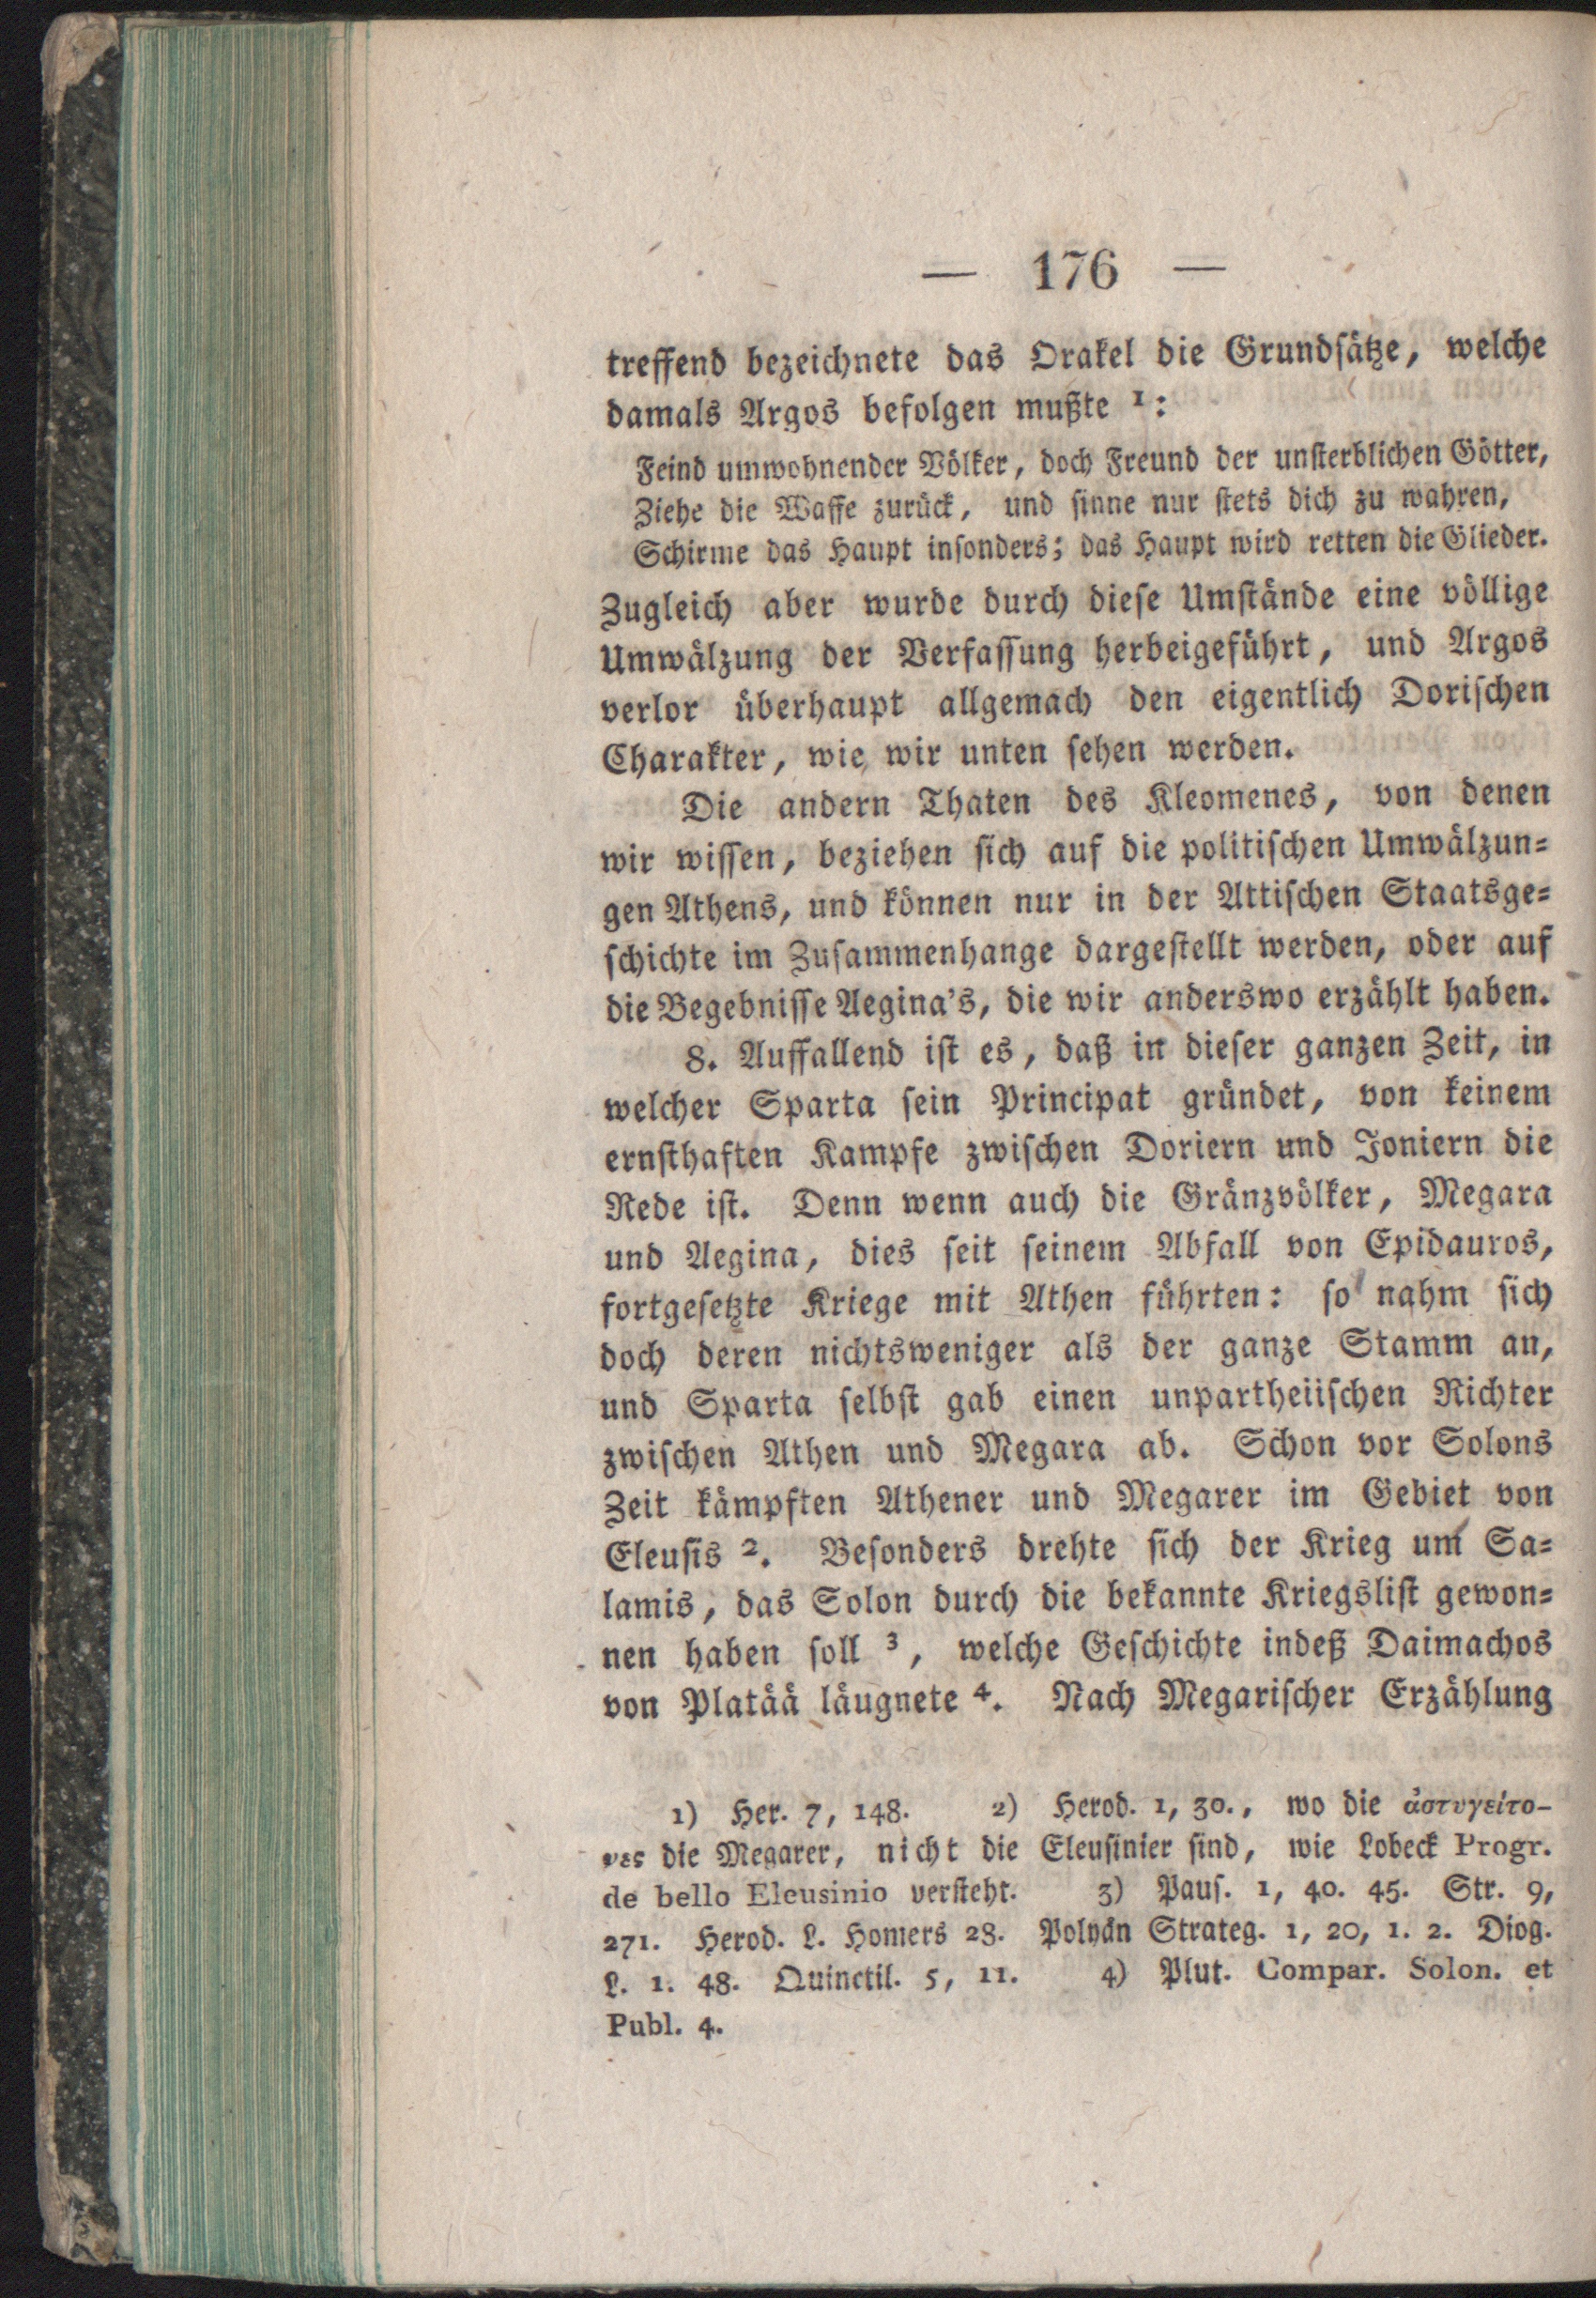 — 176 —
treffend bezeichnete das Orakel die Grundsätze, welche
damals Argos befolgen mußte ¹:
Feind umwohnender Völker, doch Freund der unsterblichen Götter,
Ziehe die Waffe zurück, und sinne nur stets dich zu wahren,
Schirme das Haupt insonders; das Haupt wird retten die Glieder.
Zugleich aber wurde durch diese Umstände eine völlige
Umwälzung der Verfassung herbeigeführt, und Argos
verlor überhaupt allgemach den eigentlich Dorischen
Charakter, wie wir unten sehen werden.
Die andern Thaten des Kleomenes, von denen
wir wissen, beziehen sich auf die politischen Umwälzun-
gen Athens, und können nur in der Attischen Staatsge-
schichte im Zusammenhange dargestellt werden, oder auf
die Begebnisse Aegina's, die wir anderswo erzählt haben.
8. Auffallend ist es, daß in dieser ganzen Zeit, in
welcher Sparta sein Principat gründet, von keinem
ernsthaften Kampfe zwischen Doriern und Joniern die
Rede ist. Denn wenn auch die Gränzvölker, Megara
und Aegina, dies seit seinem Abfall von Epidauros,
fortgesetzte Kriege mit Athen führten: so nahm sich
doch deren nichtsweniger als der ganze Stamm an,
und Sparta selbst gab einen unpartheiischen Richter
zwischen Athen und Megara ab. Schon vor Solons
Zeit kämpften Athener und Megarer im Gebiet von
Eleusis ². Besonders drehte sich der Krieg um Sa-
lamis, das Solon durch die bekannte Kriegslist gewon-
nen haben soll ³, welche Geschichte indeß Daimachos
von Platää läugnete ⁴. Nach Megarischer Erzählung
1) Her. 7, 148. 2) Herod. 1, 30., wo die ἀστυγείτο-
νες die Megarer, nicht die Eleusinier sind, wie Lobeck Progr.
de bello Eleusinio versteht. 3) Paus. 1, 40. 45. Str. 9,
271. Herod. L. Homers 28. Polyän Strateg. 1, 20, 1. 2. Diog.
L. 1. 48. Quinctil. 5, 11. 4) Plut. Compar. Solon. et
Publ. 4.